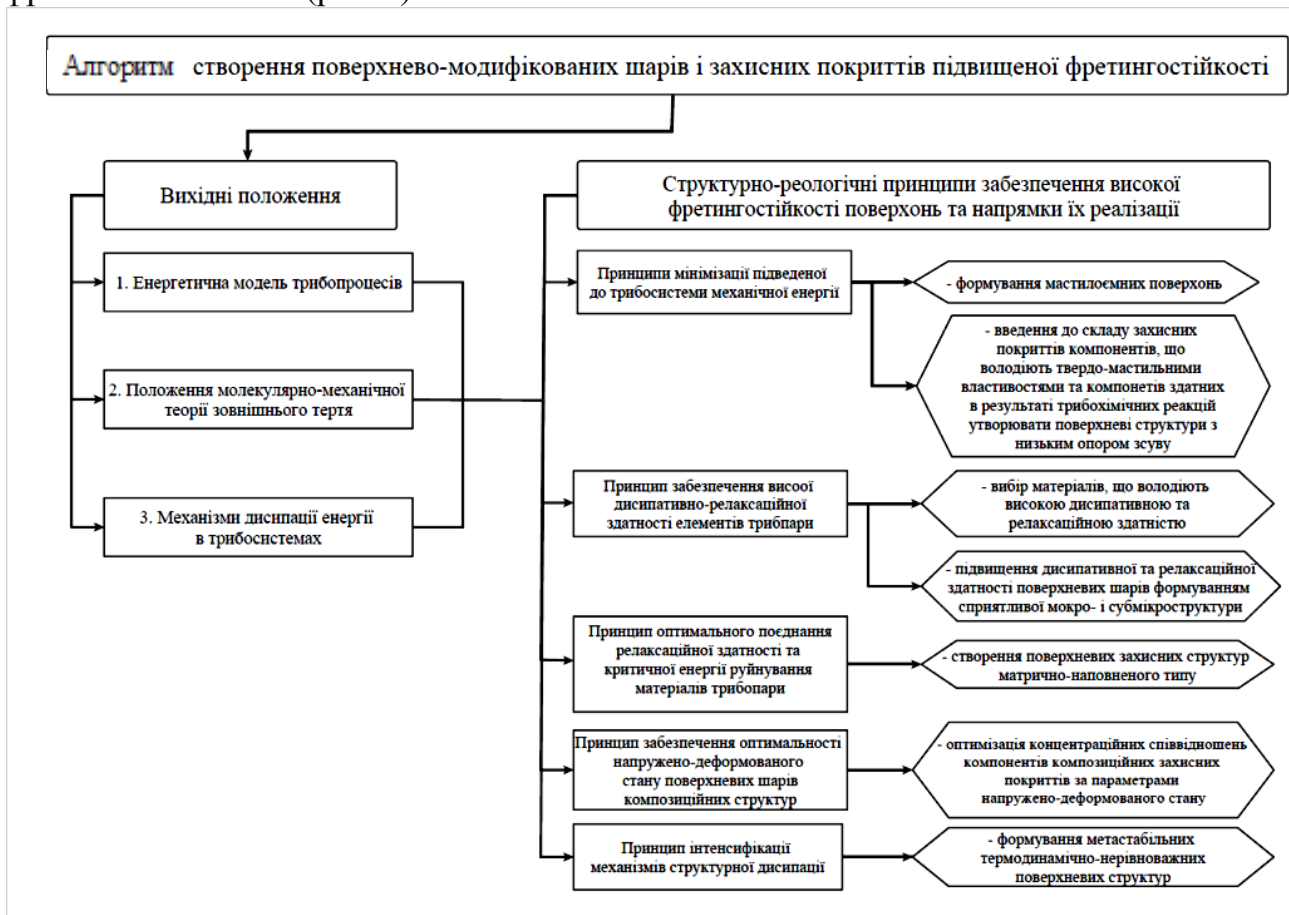 Алгоритм створення поверхнево-модифікованих шарів і захисних покриттів підвищеної фретингостійкості
Вихідні положення
1. Енергетична модель трибопроцесів
2. Положення молекулярно-механічної
теорії зовнішнього тертя
3. Механізми дисипації енергії
в трибосистемах
Структурно-реологічні принципи забезпечення високої
фретингостійкості поверхонь та напрямки їх реалізації
Принципи мінімізації підведеної
до трибосистеми механічної енергії
- формування мастилоємних поверхонь
- введення до складу захисних
покриттів компонентів, що
володіють твердо-мастильними
властивостями та компонетів здатних
в результаті трибохімічних реакцій
утворювати поверхневі структури з
низьким опором зсуву
Принцип забезпечення висоої
дисипативно-релаксаційної
здатності елементів трибпари
- вибір матеріалів, що володіють
високою дисипативною та
релаксаційною здатністю
- підвищення дисипативної та релаксаційної
здатності поверхневих шарів формуванням
сприятливої мокро- і субмікроструктури
Принцип оптимального поєднання
релаксаційної здатності та
критичної енергії руйнування
матеріалів трибопари
- створення поверхневих захисних структур
матрично-наповненого типу
Принцип забезпечення оптимальності
напружено-деформованого
стану поверхневих шарів
композиційних структур
- оптимізація концентраційних співвідношень
компонентів композиційних захисних
покриттів за параметрами
напружено-деформованого стану
Принцип інтенсифікації
механізмів структурної дисипації
- формування метастабільних
термодинамічно-нерівноважних
поверхневих структур